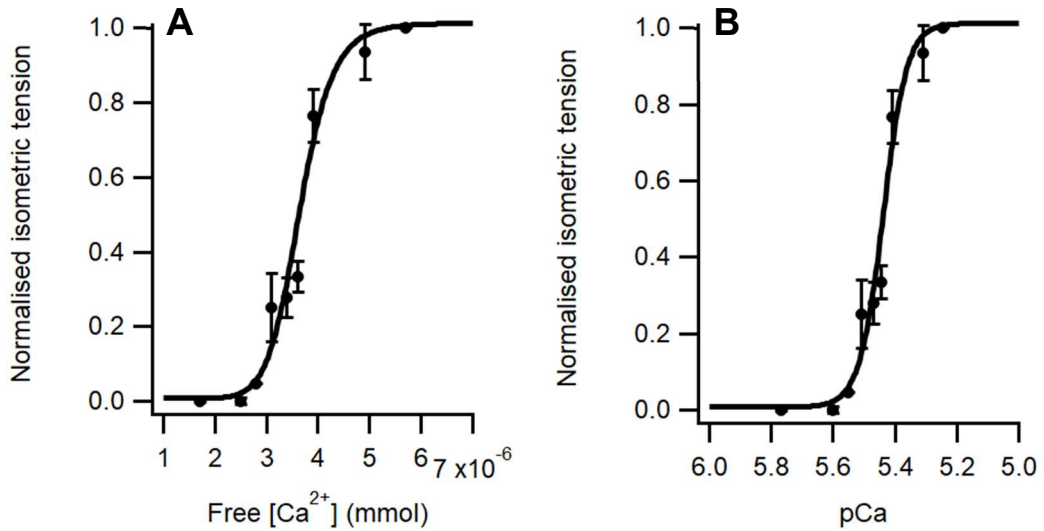 A
Normalised isometric tension
1.0
0.8
0.6
0.4
0.2
0.0
1 2 3 4 5 6 7 x10⁻⁶
Free [Ca²⁺] (mmol)
B
Normalised isometric tension
1.0
0.8
0.6
0.4
0.2
0.0
6.0 5.8 5.6 5.4 5.2 5.0
pCa